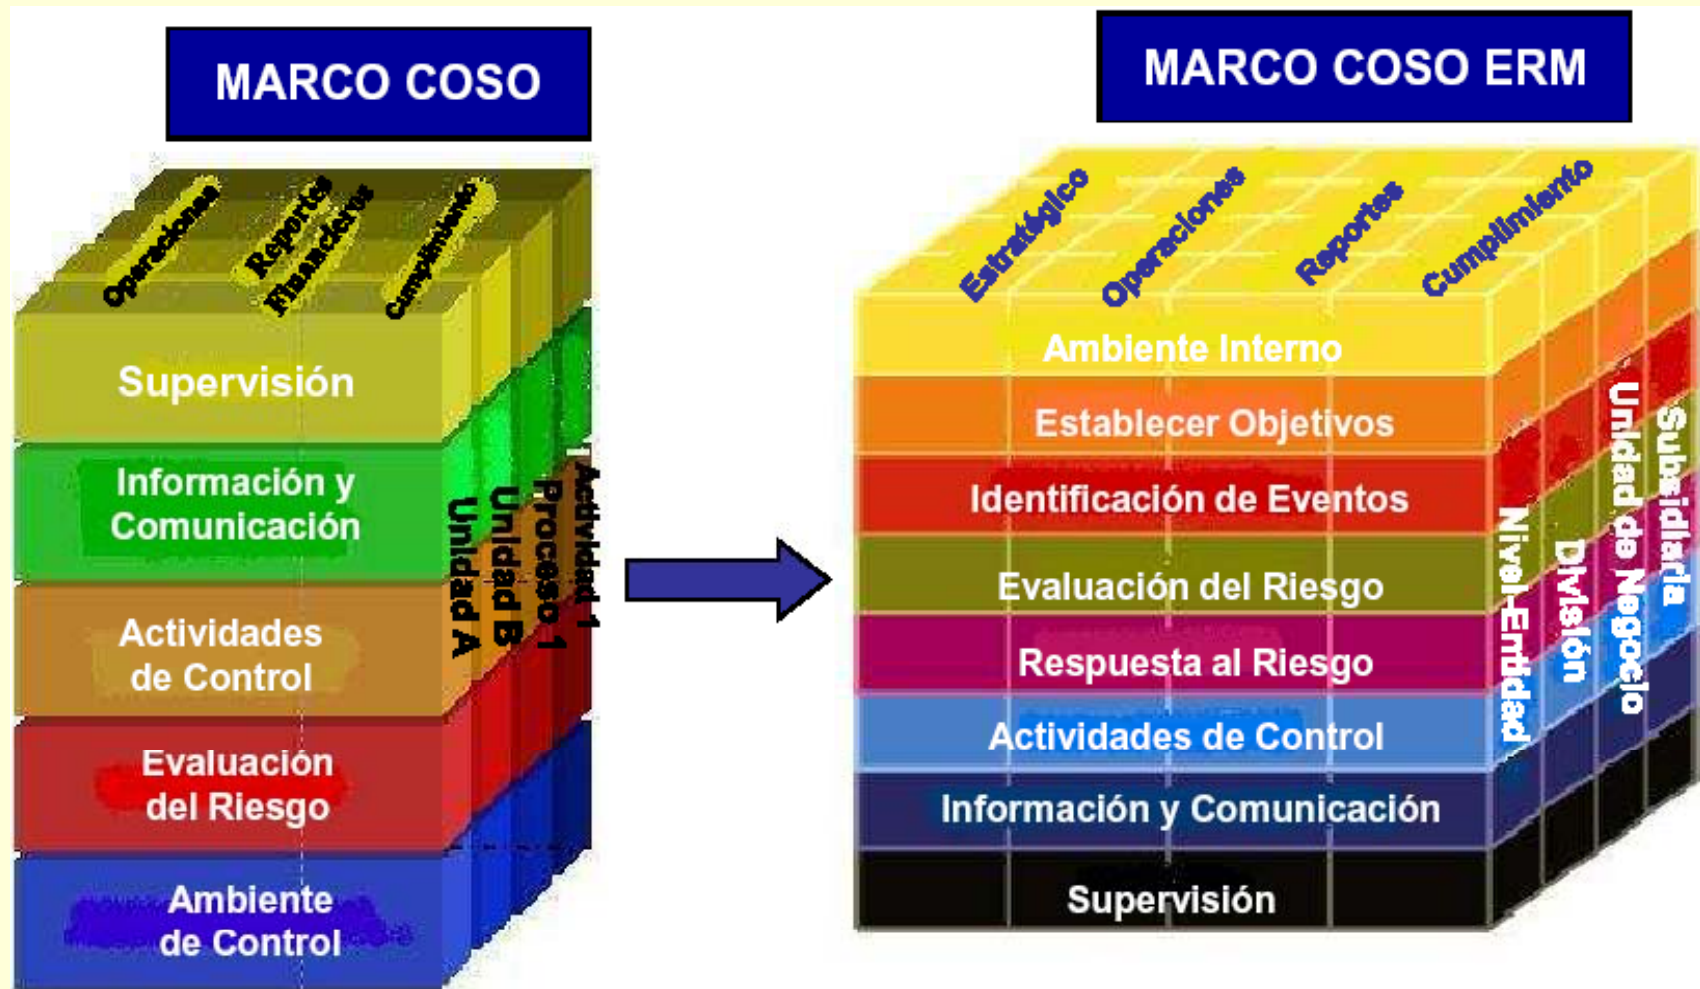 MARCO COSO
Operaciones
Reportes
Financieros
Cumplimiento
Supervisión
Información y
Comunicación
Actividades
de Control
Evaluación
del Riesgo
Ambiente
de Control
Unidad A
Unidad B
Proceso 1
Actividad 1
MARCO COSO ERM
Estratégico
Operaciones
Reportes
Cumplimiento
Ambiente Interno
Establecer Objetivos
Identificación de Eventos
Evaluación del Riesgo
Respuesta al Riesgo
Actividades de Control
Información y Comunicación
Supervisión
Nivel-Entidad
División
Unidad de Negocio
Subsidiaria